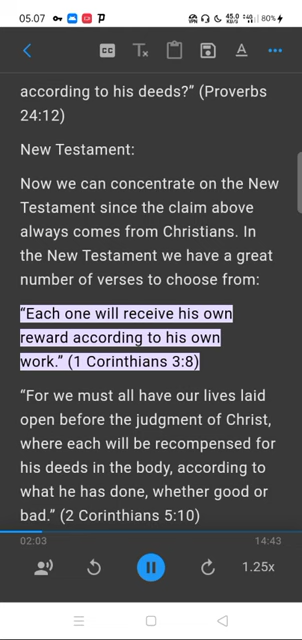 05.07
45.0
KB/S
80%
CC
according to his deeds?” (Proverbs
24:12)
New Testament:
Now we can concentrate on the New
Testament since the claim above
always comes from Christians. In
the New Testament we have a great
number of verses to choose from:
“Each one will receive his own
reward according to his own
work.” (1 Corinthians 3:8)
“For we must all have our lives laid
open before the judgment of Christ,
where each will be recompensed for
his deeds in the body, according to
what he has done, whether good or
bad.” (2 Corinthians 5:10)
02:03
14:43
1.25x